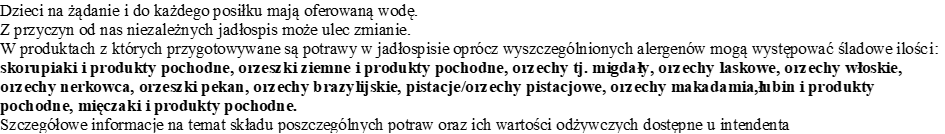 Dzieci na żądanie i do każdego posiłku mają oferowaną wodę.
Z przyczyn od nas niezależnych jadłospis może ulec zmianie.
W produktach z których przygotowywane są potrawy w jadłospisie oprócz wyszczególnionych alergenów mogą występować śladowe ilości:
skorupiaki i produkty pochodne, orzeszki ziemne i produkty pochodne, orzechy tj. migdały, orzechy laskowe, orzechy włoskie,
orzechy nerkowca, orzeszki pekan, orzechy brazylijskie, pistacje/orzechy pistacjowe, orzechy makadamia,łubin i produkty
pochodne, mięczaki i produkty pochodne.
Szczegółowe informacje na temat składu poszczególnych potraw oraz ich wartości odżywczych dostępne u intendenta